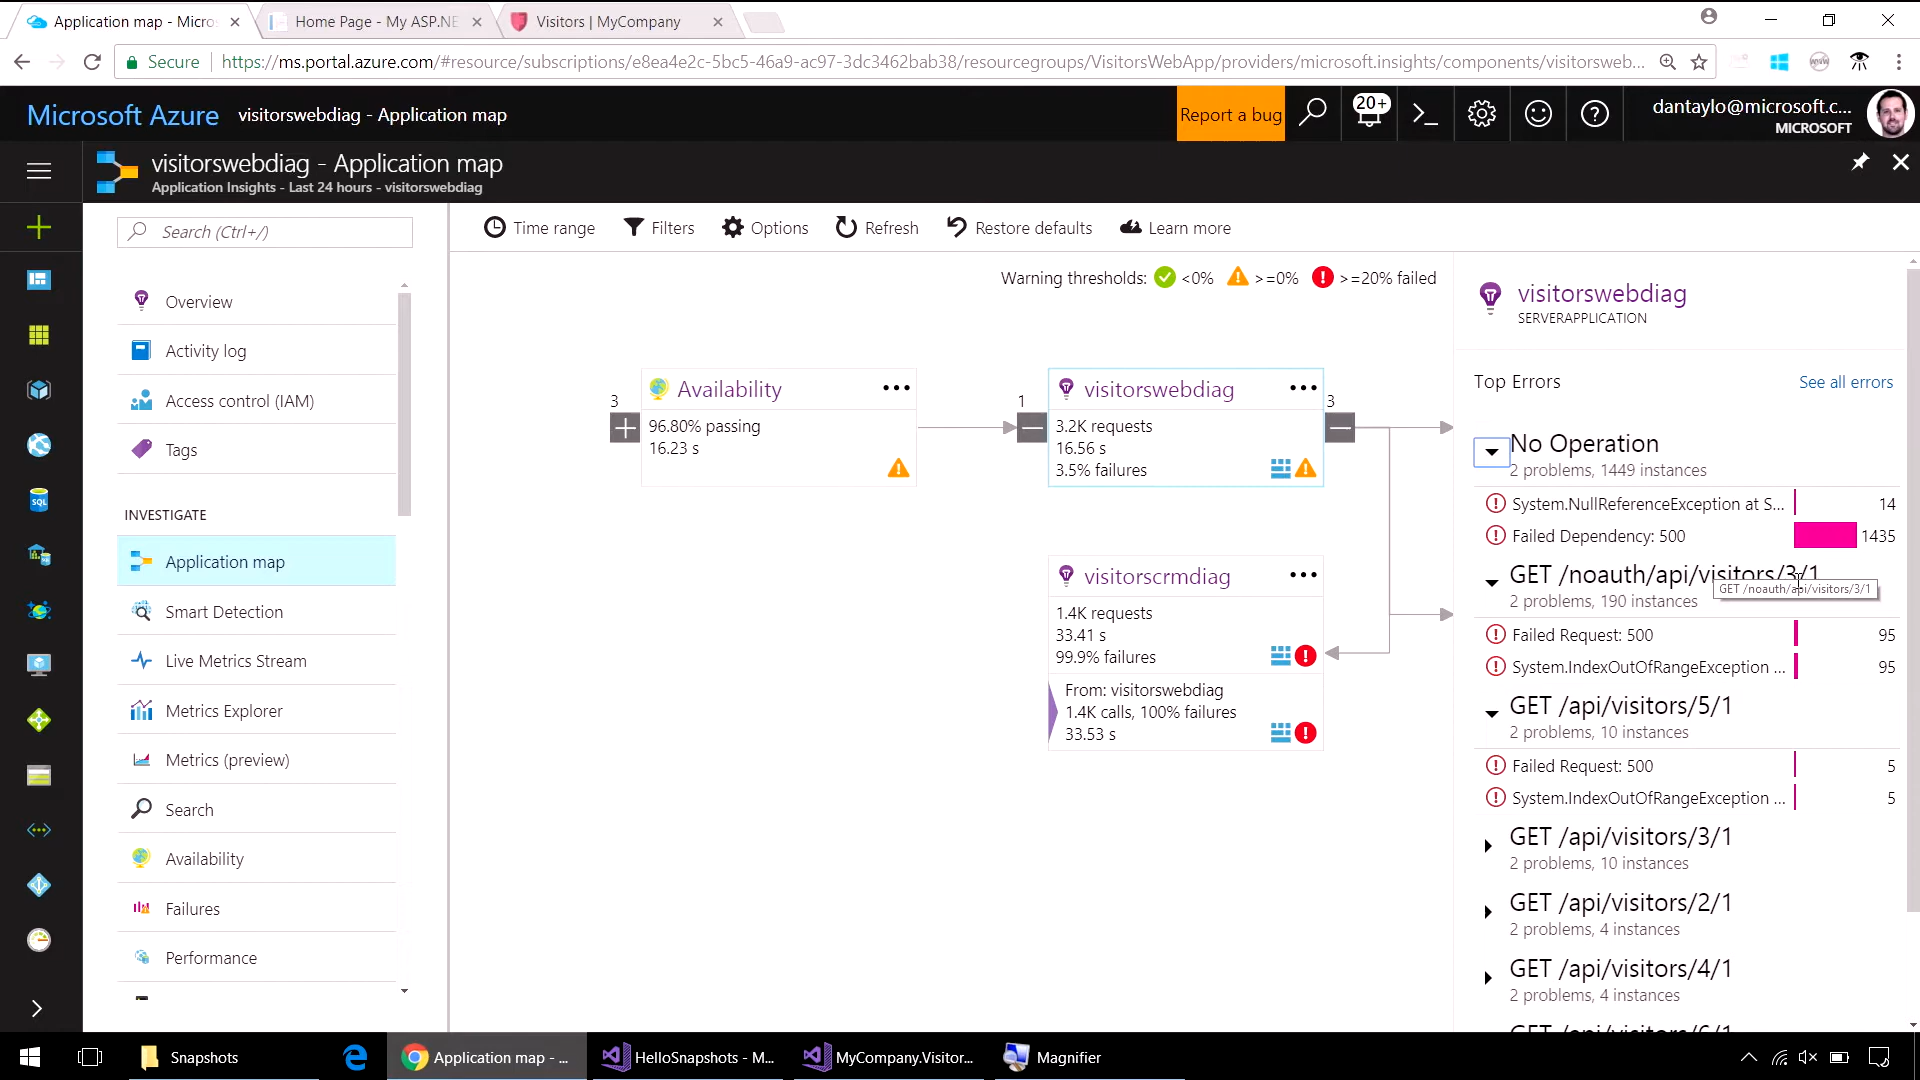 Application map - Micros
Home Page - My ASP.NE
Visitors | MyCompany
Secure
https://ms.portal.azure.com/#resource/subscriptions/e8ea4e2c-5bc5-46a9-ac97-3dc3462bab38/resourcegroups/VisitorsWebApp/providers/microsoft.insights/components/visitorsweb...
Microsoft Azure
visitorswebdiag - Application map
Report a bug
20+
dantaylo@microsoft.c...
MICROSOFT
visitorswebdiag - Application map
Application Insights - Last 24 hours - visitorswebdiag
Search (Ctrl+/)
Overview
Activity log
Access control (IAM)
Tags
INVESTIGATE
Application map
Smart Detection
Live Metrics Stream
Metrics Explorer
Metrics (preview)
Search
Availability
Failures
Performance
SQL
Time range
Filters
Options
Refresh
Restore defaults
Learn more
Warning thresholds: <0% >=0% >=20% failed
3
Availability
96.80% passing
16.23 s
1
visitorswebdiag
3.2K requests
16.56 s
3.5% failures
3
visitorscrmdiag
1.4K requests
33.41 s
99.9% failures
From: visitorswebdiag
1.4K calls, 100% failures
33.53 s
visitorswebdiag
SERVERAPPLICATION
Top Errors
See all errors
No Operation
2 problems, 1449 instances
System.NullReferenceException at S... 14
Failed Dependency: 500 1435
GET /noauth/api/visitors/3/1
GET /noauth/api/visitors/3/1
2 problems, 190 instances
Failed Request: 500 95
System.IndexOutOfRangeException ... 95
GET /api/visitors/5/1
2 problems, 10 instances
Failed Request: 500 5
System.IndexOutOfRangeException ... 5
GET /api/visitors/3/1
2 problems, 10 instances
GET /api/visitors/2/1
2 problems, 4 instances
GET /api/visitors/4/1
2 problems, 4 instances
GET /api/visitors/6/1
Snapshots
Application map - ...
HelloSnapshots - M...
MyCompany.Visitor...
Magnifier